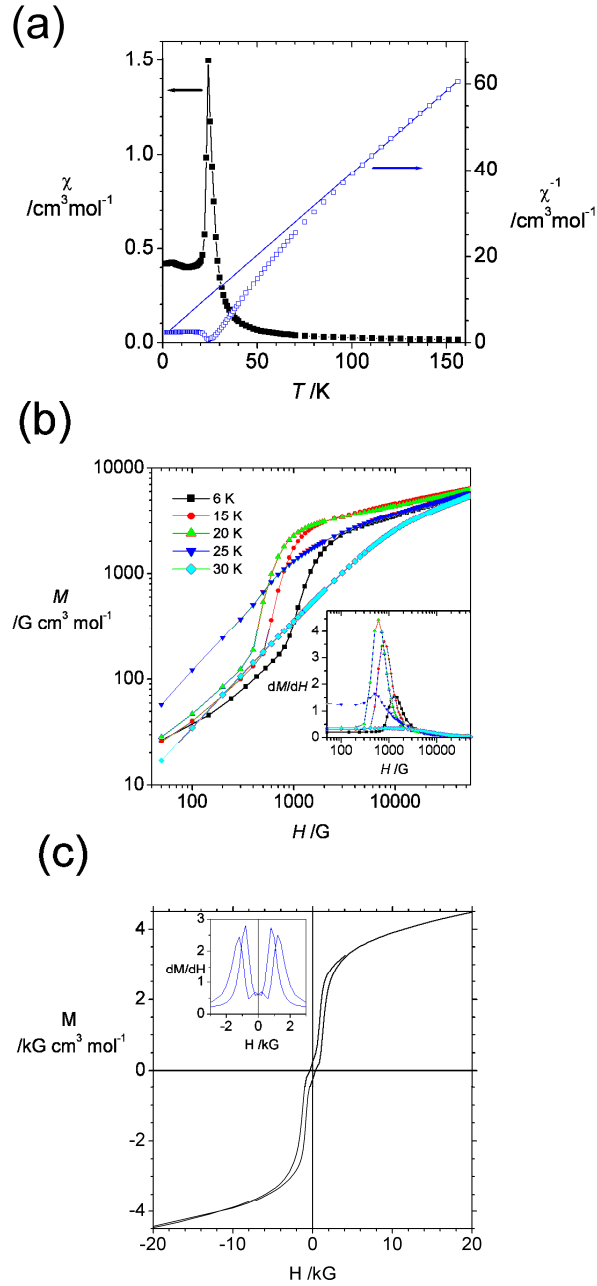 (a)
1.5
1.0
0.5
0.0
χ
/cm³mol⁻¹
60
40
20
0
χ⁻¹
/cm³mol⁻¹
0 50 100 150
T /K
(b)
10000
1000
100
10
M
/G cm³ mol⁻¹
6 K
15 K
20 K
25 K
30 K
4
3
2
1
0
dM/dH
100 1000 10000
H /G
100 1000 10000
H /G
(c)
4
2
0
-2
-4
M
/kG cm³ mol⁻¹
3
2
1
0
dM/dH
-2 0 2
H /kG
-20 -10 0 10 20
H /kG